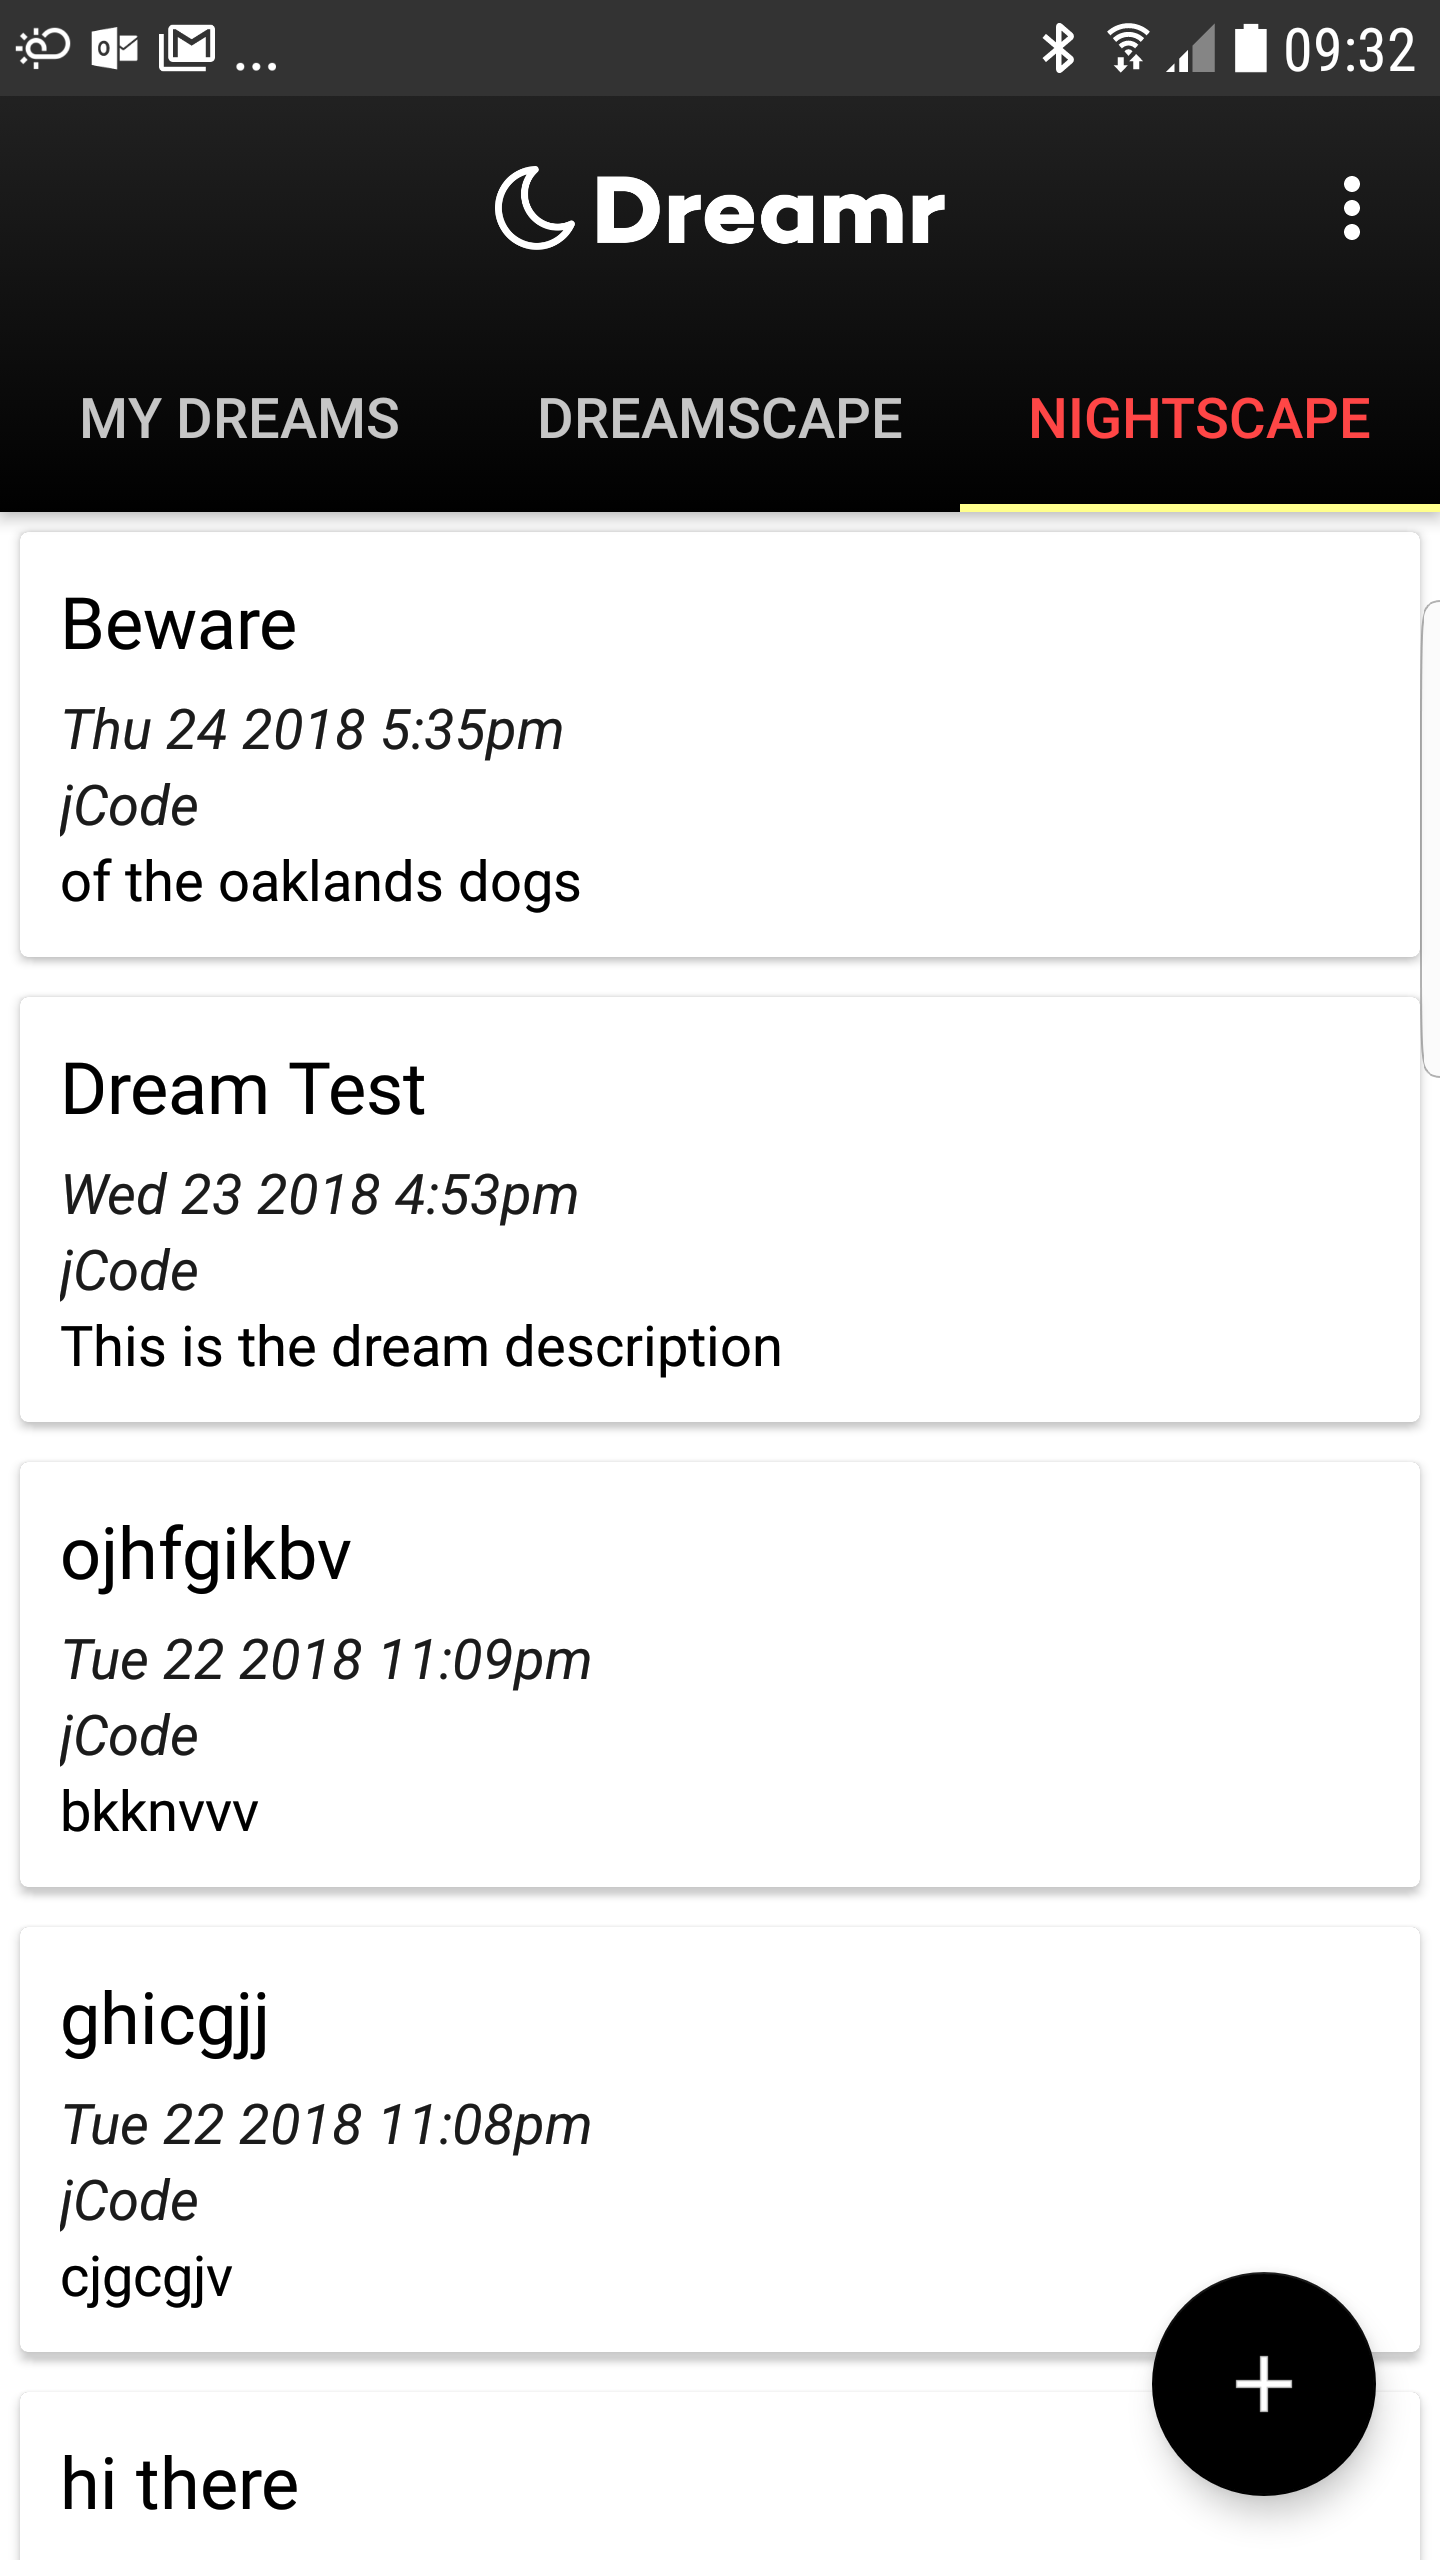 ... 09:32
Dreamr
MY DREAMS DREAMSCAPE NIGHTSCAPE
Beware
Thu 24 2018 5:35pm
jCode
of the oaklands dogs
Dream Test
Wed 23 2018 4:53pm
jCode
This is the dream description
ojhfgikbv
Tue 22 2018 11:09pm
jCode
bkknvvv
ghicgjj
Tue 22 2018 11:08pm
jCode
cjgcgjv
hi there